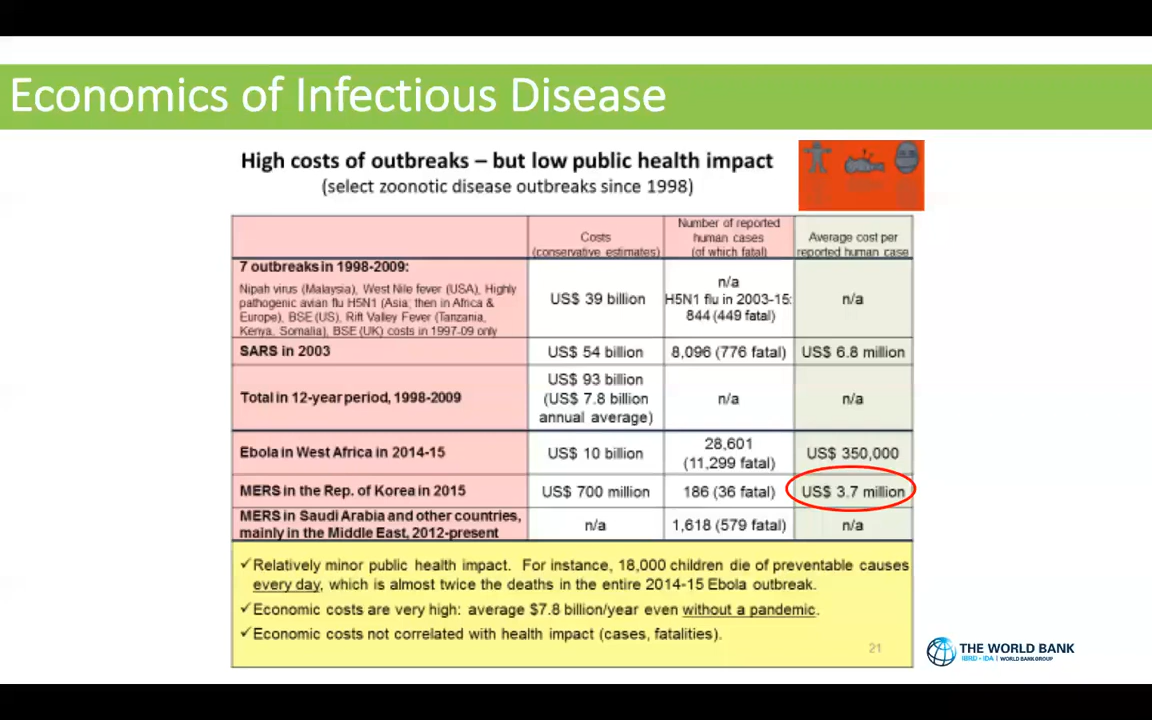 Economics of Infectious Disease
High costs of outbreaks – but low public health impact
(select zoonotic disease outbreaks since 1998)
Costs
(conservative estimates)
Number of reported
human cases
(of which fatal)
Average cost per
reported human case
7 outbreaks in 1998-2009:
Nipah virus (Malaysia), West Nile fever (USA), Highly
pathogenic avian flu H5N1 (Asia; then in Africa &
Europe), BSE (US), Rift Valley Fever (Tanzania,
Kenya, Somalia), BSE (UK) costs in 1997-09 only
US$ 39 billion
n/a
H5N1 flu in 2003-15:
844 (449 fatal)
n/a
SARS in 2003
US$ 54 billion
8,096 (776 fatal)
US$ 6.8 million
Total in 12-year period, 1998-2009
US$ 93 billion
(US$ 7.8 billion
annual average)
n/a
n/a
Ebola in West Africa in 2014-15
US$ 10 billion
28,601
(11,299 fatal)
US$ 350,000
MERS in the Rep. of Korea in 2015
US$ 700 million
186 (36 fatal)
US$ 3.7 million
MERS in Saudi Arabia and other countries,
mainly in the Middle East, 2012-present
n/a
1,618 (579 fatal)
n/a
✓Relatively minor public health impact. For instance, 18,000 children die of preventable causes
every day, which is almost twice the deaths in the entire 2014-15 Ebola outbreak.
✓Economic costs are very high: average $7.8 billion/year even without a pandemic.
✓Economic costs not correlated with health impact (cases, fatalities).
21
THE WORLD BANK
IBRD • IDA | WORLD BANK GROUP